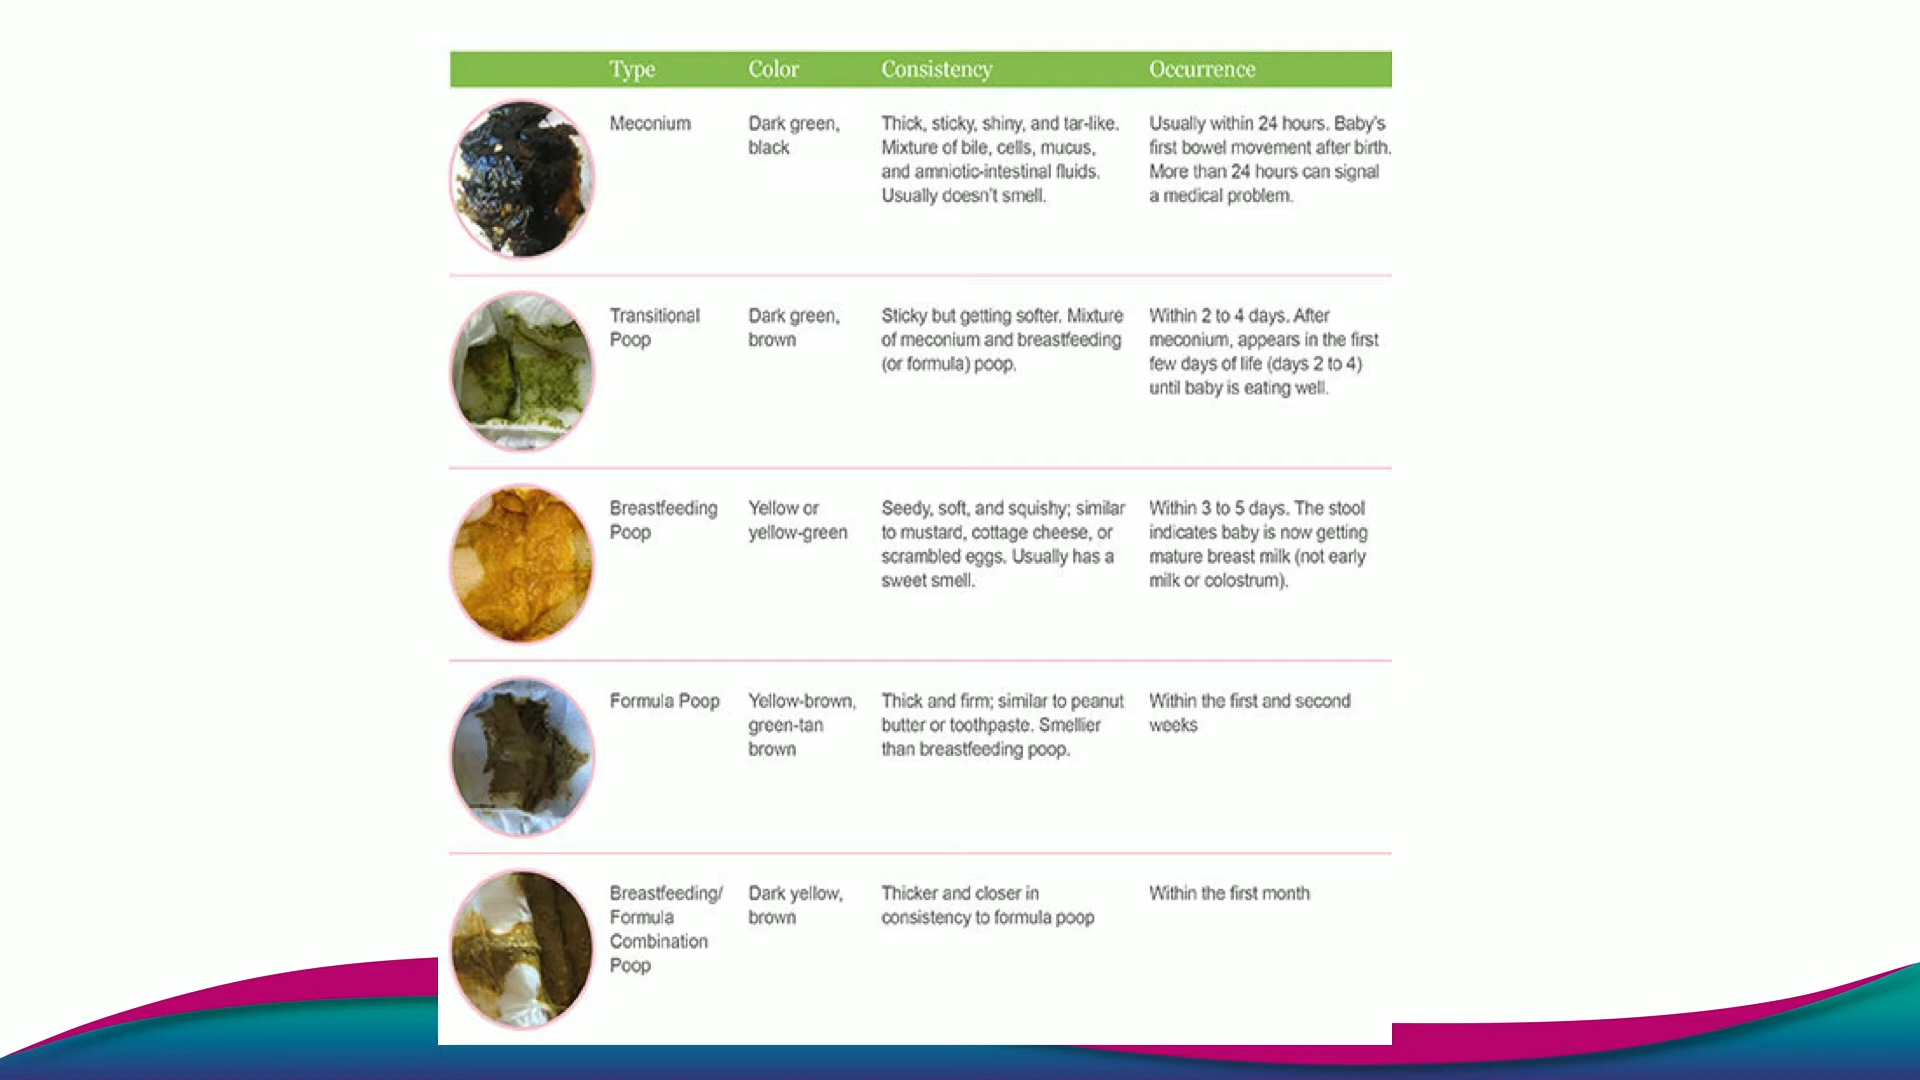 Type Color Consistency Occurrence
Meconium
Dark green,
black
Thick, sticky, shiny, and tar-like.
Mixture of bile, cells, mucus,
and amniotic-intestinal fluids.
Usually doesn't smell.
Usually within 24 hours. Baby's
first bowel movement after birth.
More than 24 hours can signal
a medical problem.
Transitional
Poop
Dark green,
brown
Sticky but getting softer. Mixture
of meconium and breastfeeding
(or formula) poop.
Within 2 to 4 days. After
meconium, appears in the first
few days of life (days 2 to 4)
until baby is eating well.
Breastfeeding
Poop
Yellow or
yellow-green
Seedy, soft, and squishy; similar
to mustard, cottage cheese, or
scrambled eggs. Usually has a
sweet smell.
Within 3 to 5 days. The stool
indicates baby is now getting
mature breast milk (not early
milk or colostrum).
Formula Poop
Yellow-brown,
green-tan
brown
Thick and firm; similar to peanut
butter or toothpaste. Smellier
than breastfeeding poop.
Within the first and second
weeks
Breastfeeding/
Formula
Combination
Poop
Dark yellow,
brown
Thicker and closer in
consistency to formula poop
Within the first month